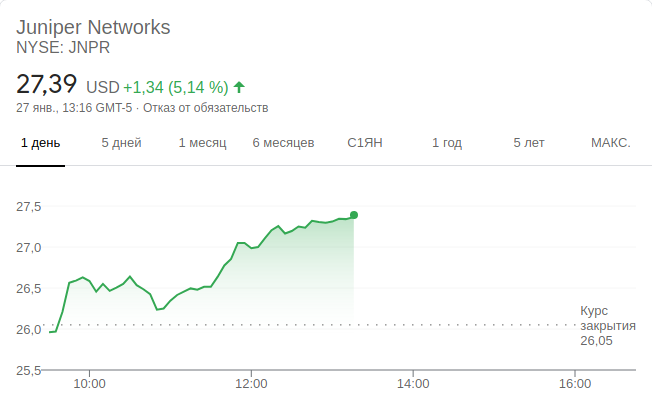 Juniper Networks
NYSE: JNPR
27,39 USD +1,34 (5,14 %)
27 янв., 13:16 GMT-5 · Отказ от обязательств
1 день 5 дней 1 месяц 6 месяцев С1ЯН 1 год 5 лет МАКС.
27,5
27,0
26,5
26,0
25,5
Курс
закрытия
26,05
10:00 12:00 14:00 16:00